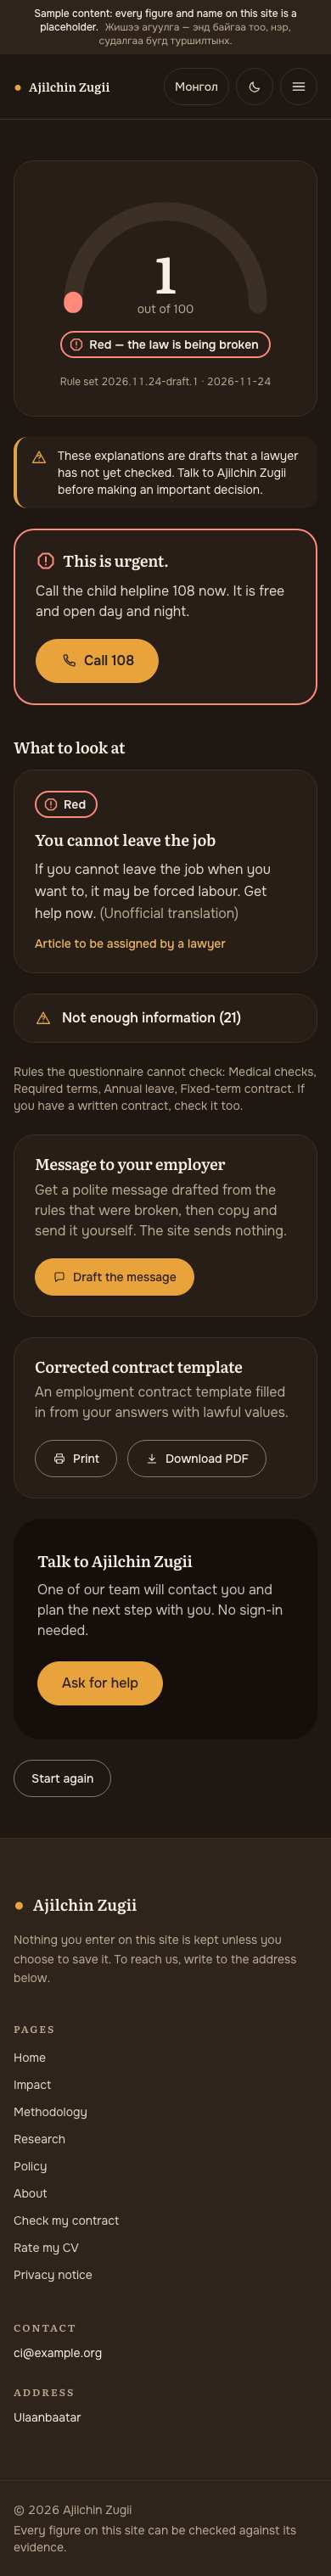 Sample content: every figure and name on this site is a
placeholder. Жишээ агуулга — энд байгаа тоо, нэр,
судалгаа бүгд туршилтынх.
Ajilchin Zugii
Монгол
1
out of 100
Red — the law is being broken
Rule set 2026.11.24-draft.1 · 2026-11-24
These explanations are drafts that a lawyer
has not yet checked. Talk to Ajilchin Zugii
before making an important decision.
This is urgent.
Call the child helpline 108 now. It is free
and open day and night.
Call 108
What to look at
Red
You cannot leave the job
If you cannot leave the job when you
want to, it may be forced labour. Get
help now. (Unofficial translation)
Article to be assigned by a lawyer
Not enough information (21)
Rules the questionnaire cannot check: Medical checks,
Required terms, Annual leave, Fixed-term contract. If
you have a written contract, check it too.
Message to your employer
Get a polite message drafted from the
rules that were broken, then copy and
send it yourself. The site sends nothing.
Draft the message
Corrected contract template
An employment contract template filled
in from your answers with lawful values.
Print
Download PDF
Talk to Ajilchin Zugii
One of our team will contact you and
plan the next step with you. No sign-in
needed.
Ask for help
Start again
Ajilchin Zugii
Nothing you enter on this site is kept unless you
choose to save it. To reach us, write to the address
below.
PAGES
Home
Impact
Methodology
Research
Policy
About
Check my contract
Rate my CV
Privacy notice
CONTACT
ci@example.org
ADDRESS
Ulaanbaatar
© 2026 Ajilchin Zugii
Every figure on this site can be checked against its
evidence.